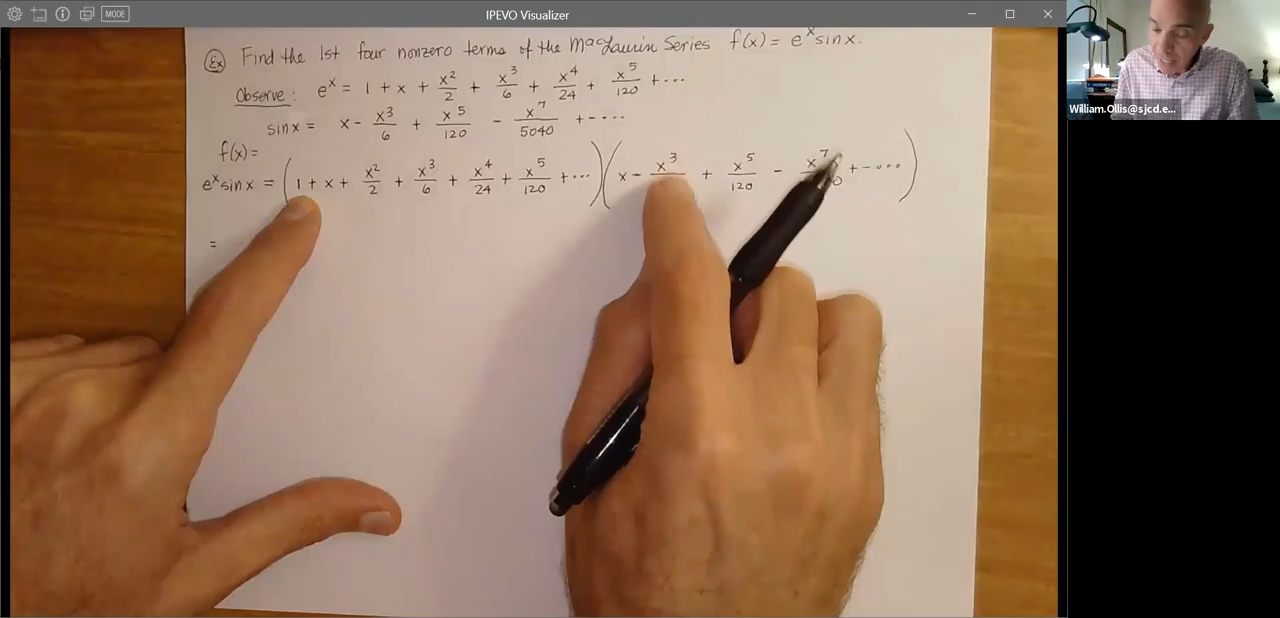 MODE
IPEVO Visualizer
William.Ollis@sjcd.e...
Ex Find the 1st four nonzero terms of the MacLaurin Series f(x) = e^x sin x.
Observe: e^x = 1 + x + x^2/2 + x^3/6 + x^4/24 + x^5/120 + ...
sin x = x - x^3/6 + x^5/120 - x^7/5040 + - ....
f(x) =
e^x sin x = (1 + x + x^2/2 + x^3/6 + x^4/24 + x^5/120 + ...)(x - x^3 + x^5/120 - x^7 + - ....)
=